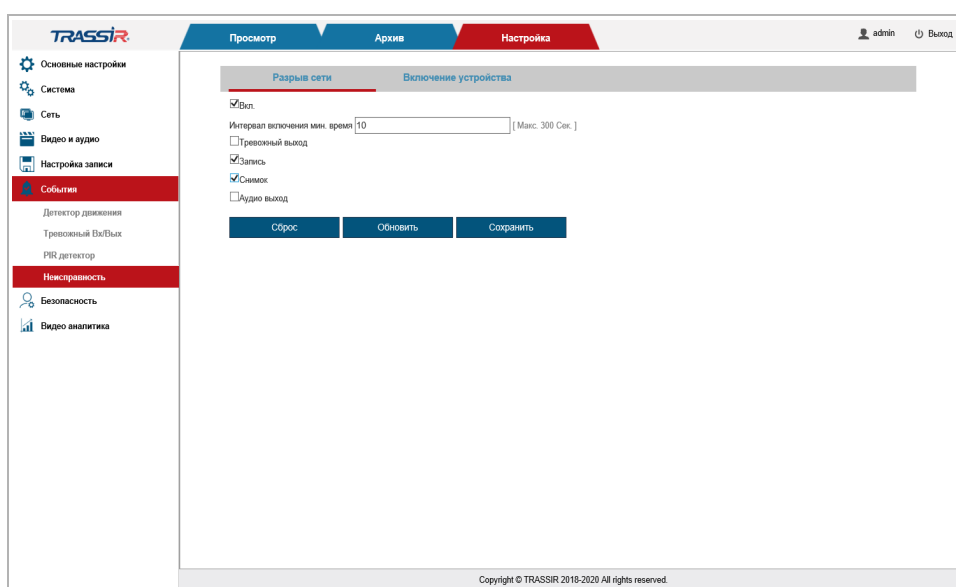 TRASSIR
Просмотр
Архив
Настройка
admin
Выход
Основные настройки
Система
Сеть
Видео и аудио
Настройка записи
События
Детектор движения
Тревожный Вх/Вых
PIR детектор
Неисправность
Безопасность
Видео аналитика
Разрыв сети
Включение устройства
Вкл.
Интервал включения мин. время 10 [ Макс. 300 Сек. ]
Тревожный выход
Запись
Снимок
Аудио выход
Сброс
Обновить
Сохранить
Copyright © TRASSIR 2018-2020 All rights reserved.